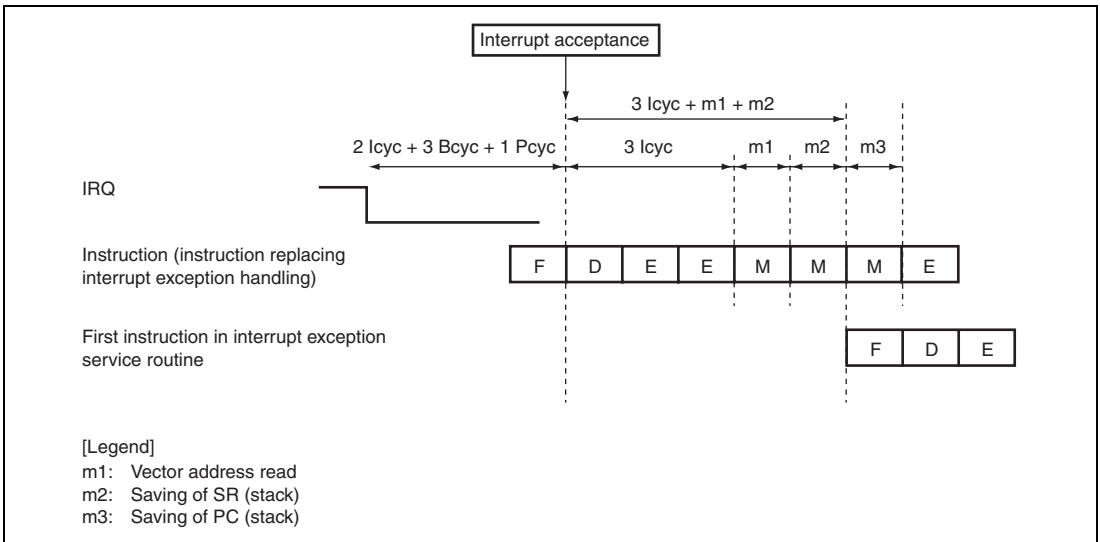 Interrupt acceptance
3 Icyc + m1 + m2
2 Icyc + 3 Bcyc + 1 Pcyc
3 Icyc
m1
m2
m3
IRQ
Instruction (instruction replacing
interrupt exception handling)
F D E E M M M E
First instruction in interrupt exception
service routine
F D E
[Legend]
m1: Vector address read
m2: Saving of SR (stack)
m3: Saving of PC (stack)